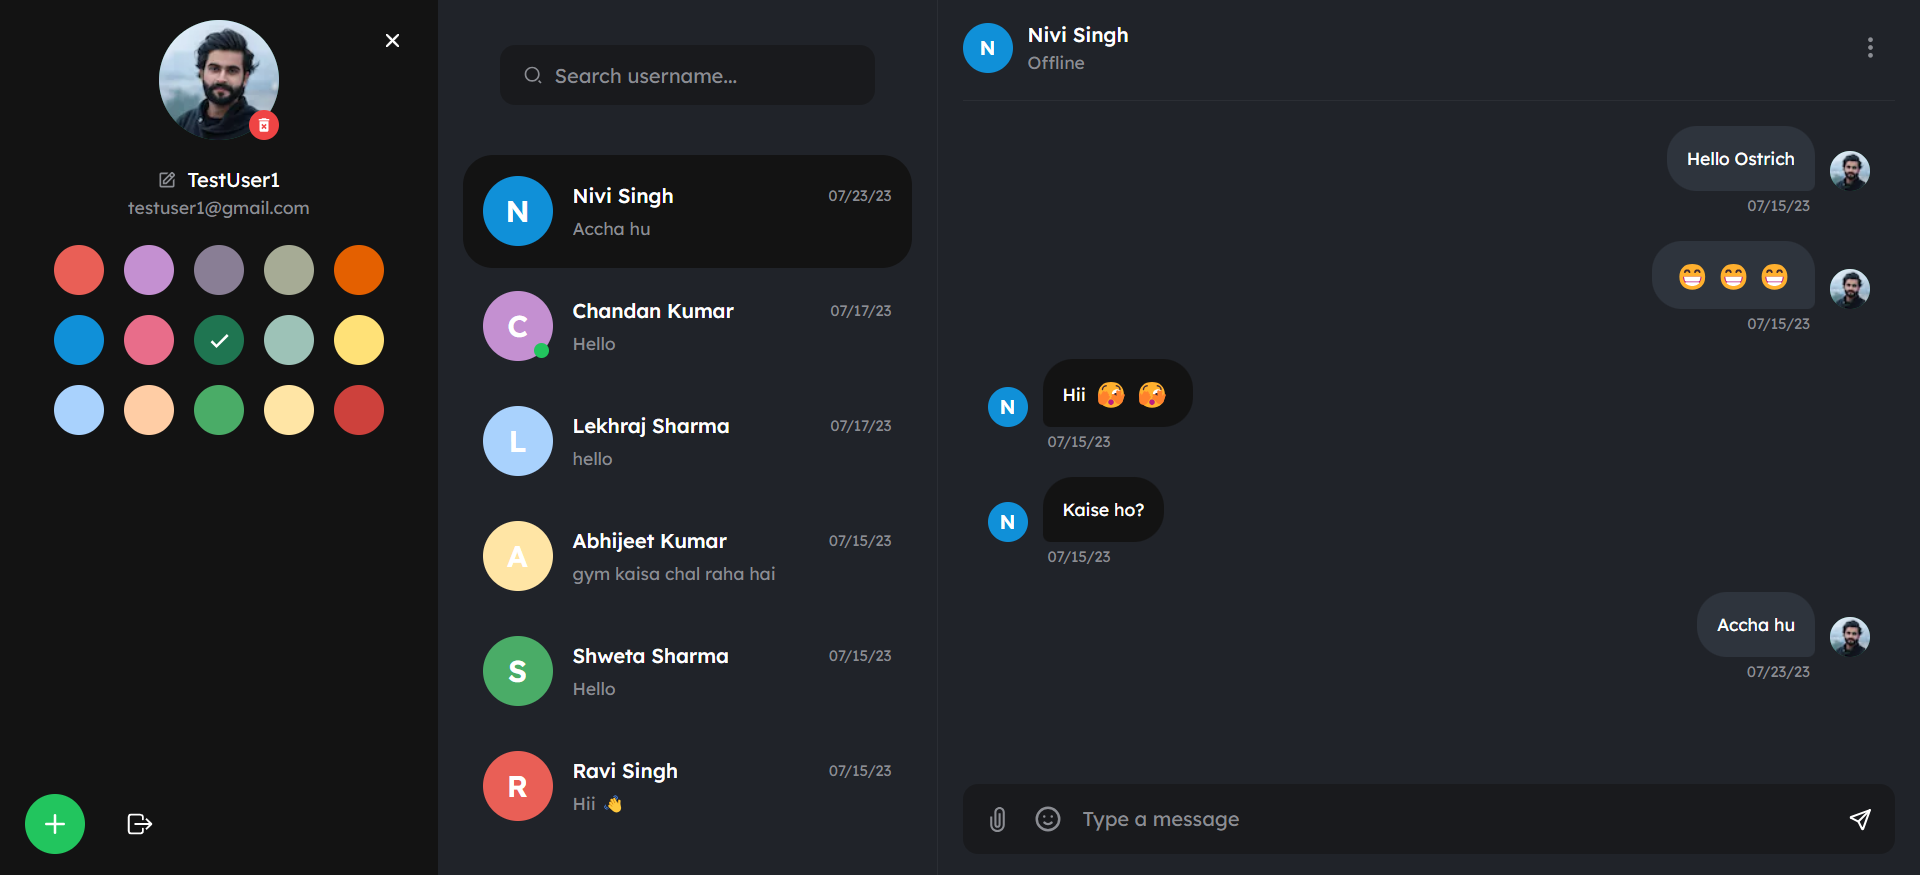 TestUser1
testuser1@gmail.com
Search username...
N
Nivi Singh
07/23/23
Accha hu
C
Chandan Kumar
07/17/23
Hello
L
Lekhraj Sharma
07/17/23
hello
A
Abhijeet Kumar
07/15/23
gym kaisa chal raha hai
S
Shweta Sharma
07/15/23
Hello
R
Ravi Singh
07/15/23
Hii 👋
N
Nivi Singh
Offline
Hello Ostrich
07/15/23
😁 😁 😁
07/15/23
N
Hii 🫣 🫣
07/15/23
N
Kaise ho?
07/15/23
Accha hu
07/23/23
Type a message